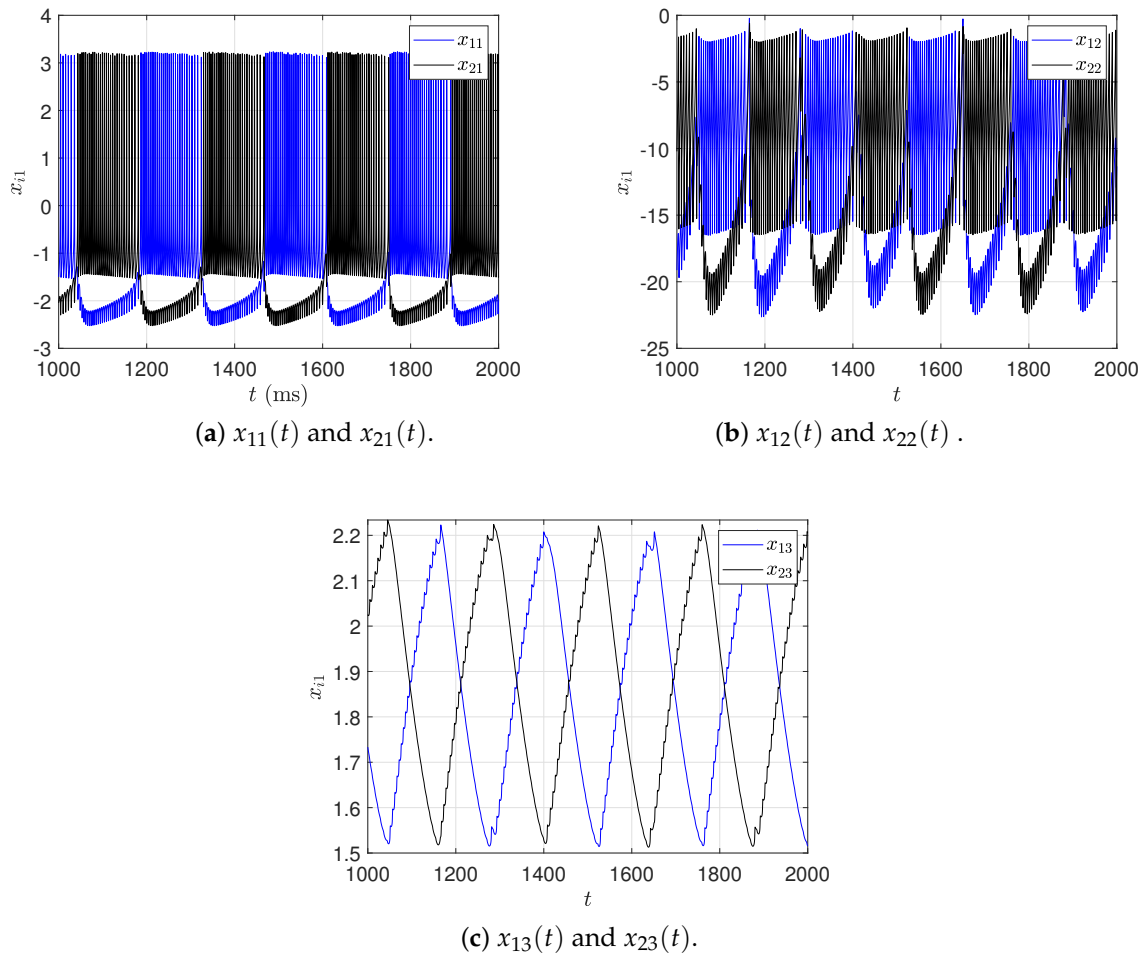 4
3
2
1
0
-1
-2
-3
x_{i1}
x_{11}
x_{21}
1000 1200 1400 1600 1800 2000
t (ms)
(a) x_{11}(t) and x_{21}(t).
0
-5
-10
-15
-20
-25
x_{i1}
x_{12}
x_{22}
1000 1200 1400 1600 1800 2000
t
(b) x_{12}(t) and x_{22}(t) .
2.2
2.1
2
1.9
1.8
1.7
1.6
1.5
x_{i1}
x_{13}
x_{23}
1000 1200 1400 1600 1800 2000
t
(c) x_{13}(t) and x_{23}(t).